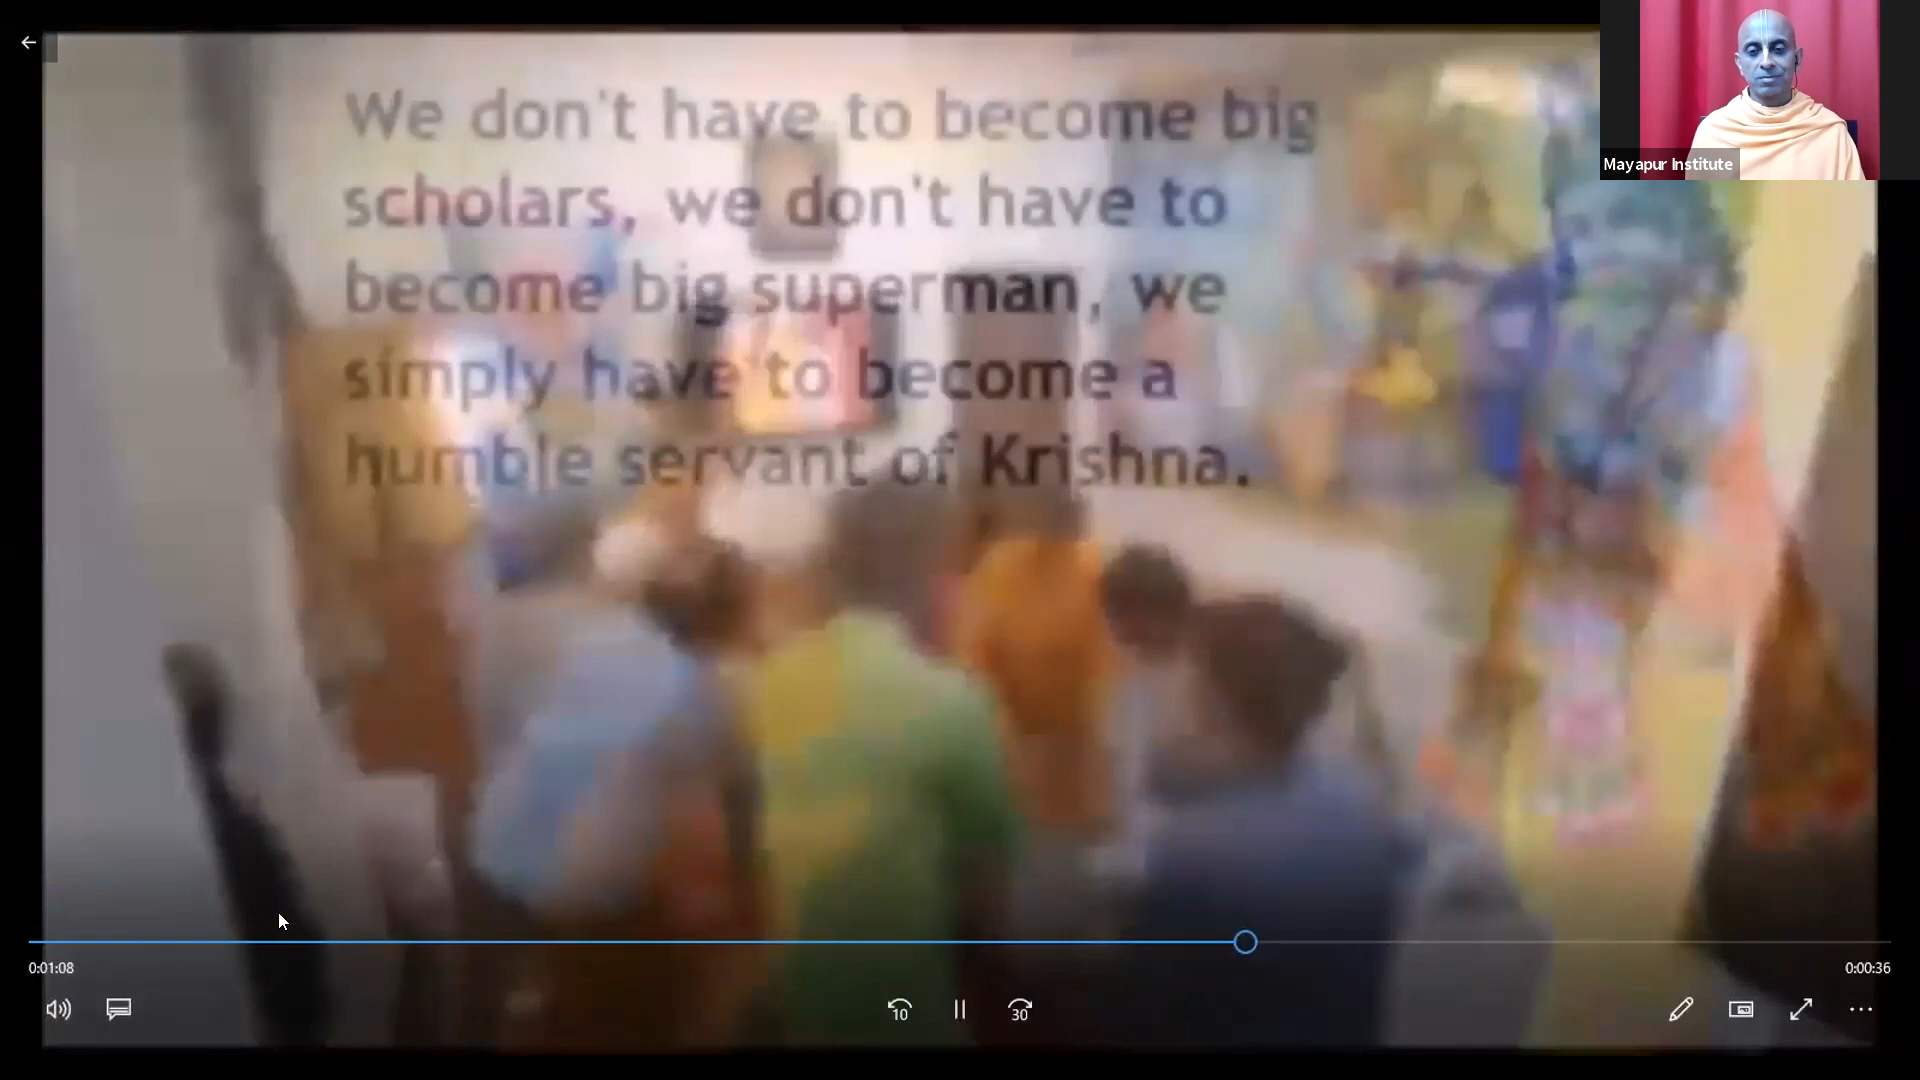 We don't have to become big
scholars, we don't have to
become big superman, we
simply have to become a
humble servant of Krishna.
Mayapur Institute
0:01:08
0:00:36
10
30